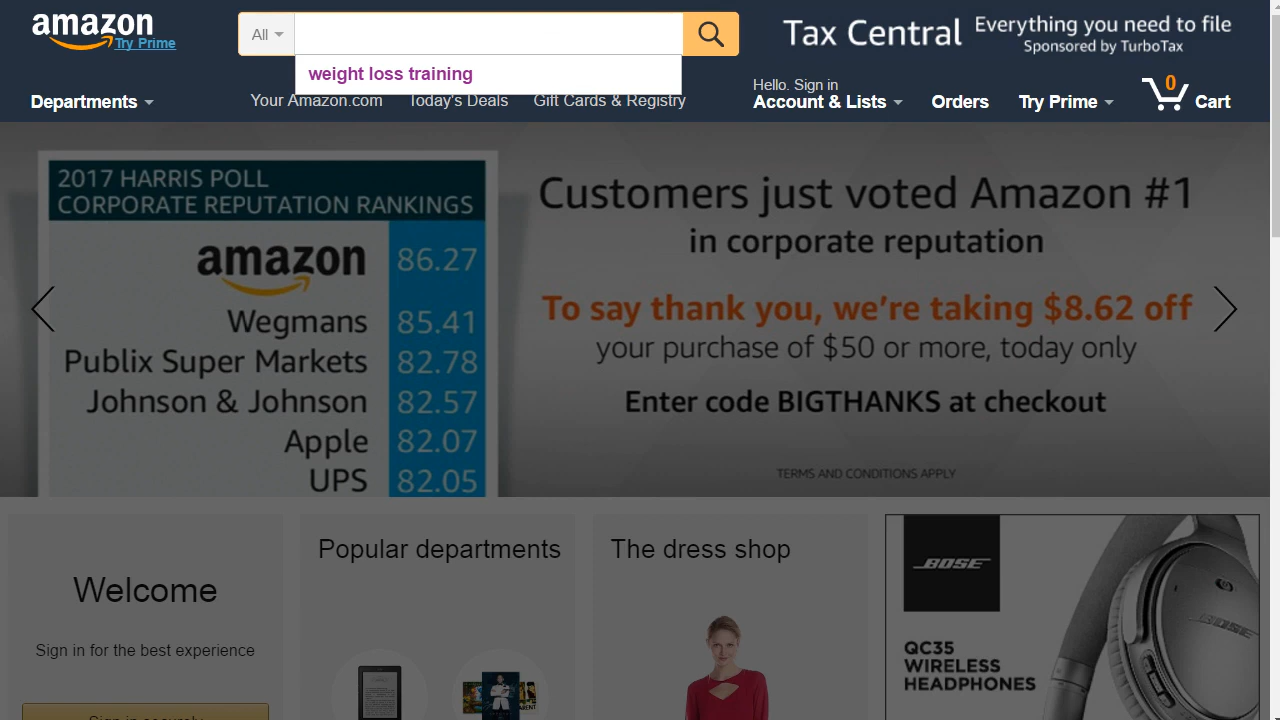 amazon
Try Prime
All
Tax Central
Everything you need to file
Sponsored by TurboTax
weight loss training
Departments
Your Amazon.com
Today's Deals
Gift Cards & Registry
Hello. Sign in
Account & Lists
Orders
Try Prime
0
Cart
2017 HARRIS POLL
CORPORATE REPUTATION RANKINGS
amazon 86.27
Wegmans 85.41
Publix Super Markets 82.78
Johnson & Johnson 82.57
Apple 82.07
UPS 82.05
Customers just voted Amazon #1
in corporate reputation
To say thank you, we're taking $8.62 off
your purchase of $50 or more, today only
Enter code BIGTHANKS at checkout
TERMS AND CONDITIONS APPLY
Welcome
Sign in for the best experience
Sign in securely
Popular departments
The dress shop
BOSE
QC35
WIRELESS
HEADPHONES
BOSE